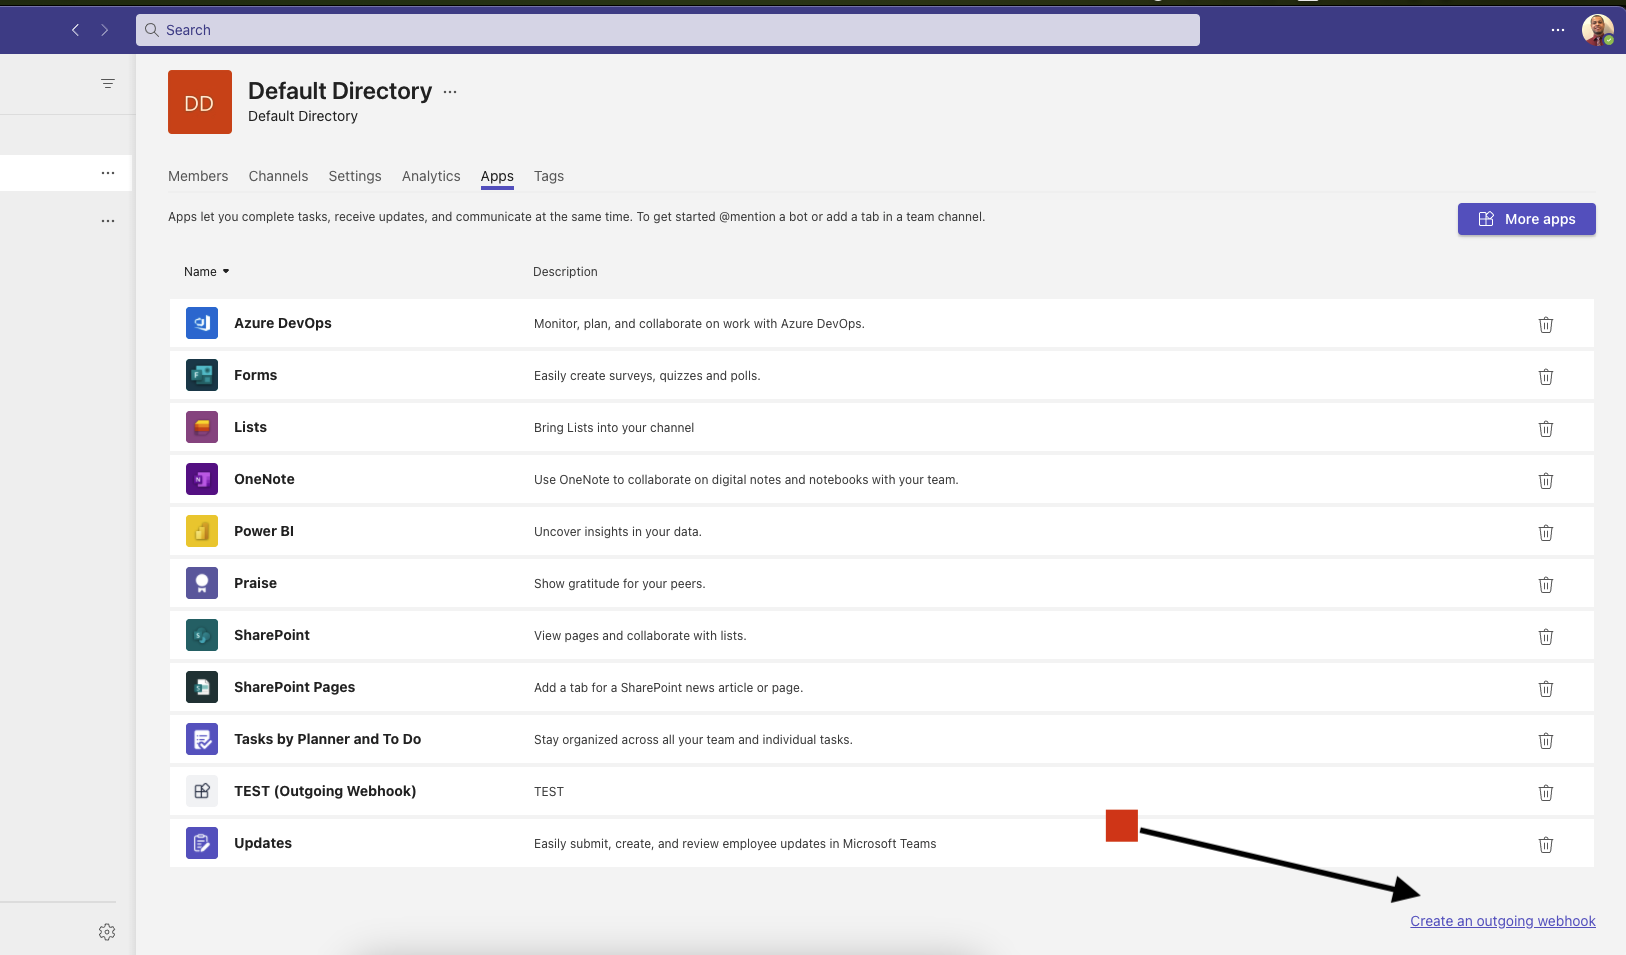 Search
DD
Default Directory
Default Directory
Members Channels Settings Analytics Apps Tags
Apps let you complete tasks, receive updates, and communicate at the same time. To get started @mention a bot or add a tab in a team channel.
More apps
Name Description
Azure DevOps Monitor, plan, and collaborate on work with Azure DevOps.
Forms Easily create surveys, quizzes and polls.
Lists Bring Lists into your channel
OneNote Use OneNote to collaborate on digital notes and notebooks with your team.
Power BI Uncover insights in your data.
Praise Show gratitude for your peers.
SharePoint View pages and collaborate with lists.
SharePoint Pages Add a tab for a SharePoint news article or page.
Tasks by Planner and To Do Stay organized across all your team and individual tasks.
TEST (Outgoing Webhook) TEST
Updates Easily submit, create, and review employee updates in Microsoft Teams
Create an outgoing webhook